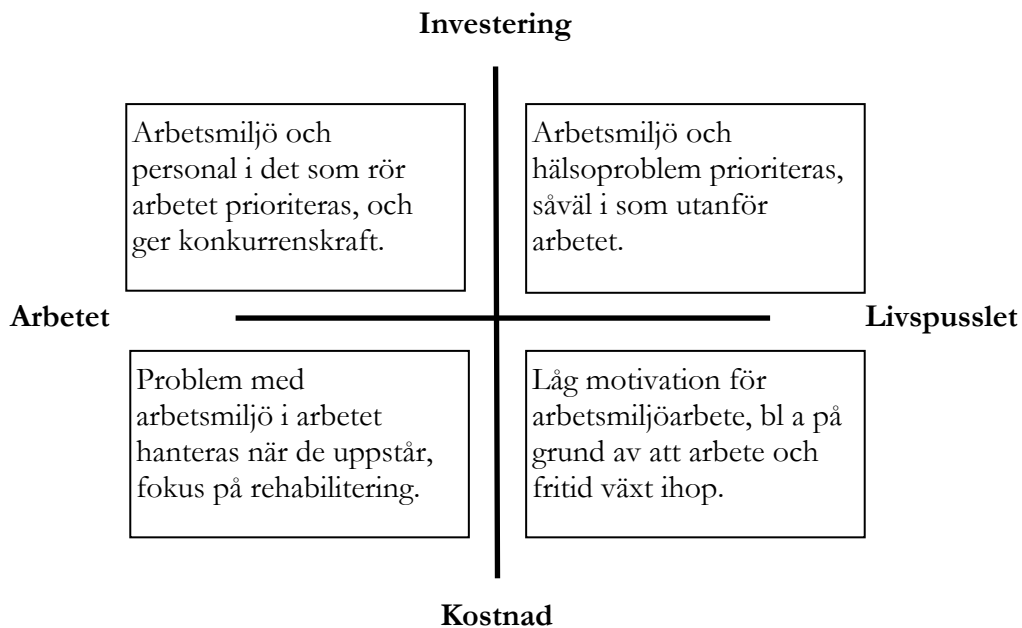 Investering
Arbetsmiljö och
personal i det som rör
arbetet prioriteras, och
ger konkurrenskraft.
Arbetsmiljö och
hälsoproblem prioriteras,
såväl i som utanför
arbetet.
Arbetet
Livspusslet
Problem med
arbetsmiljö i arbetet
hanteras när de uppstår,
fokus på rehabilitering.
Låg motivation för
arbetsmiljöarbete, bl a på
grund av att arbete och
fritid växt ihop.
Kostnad